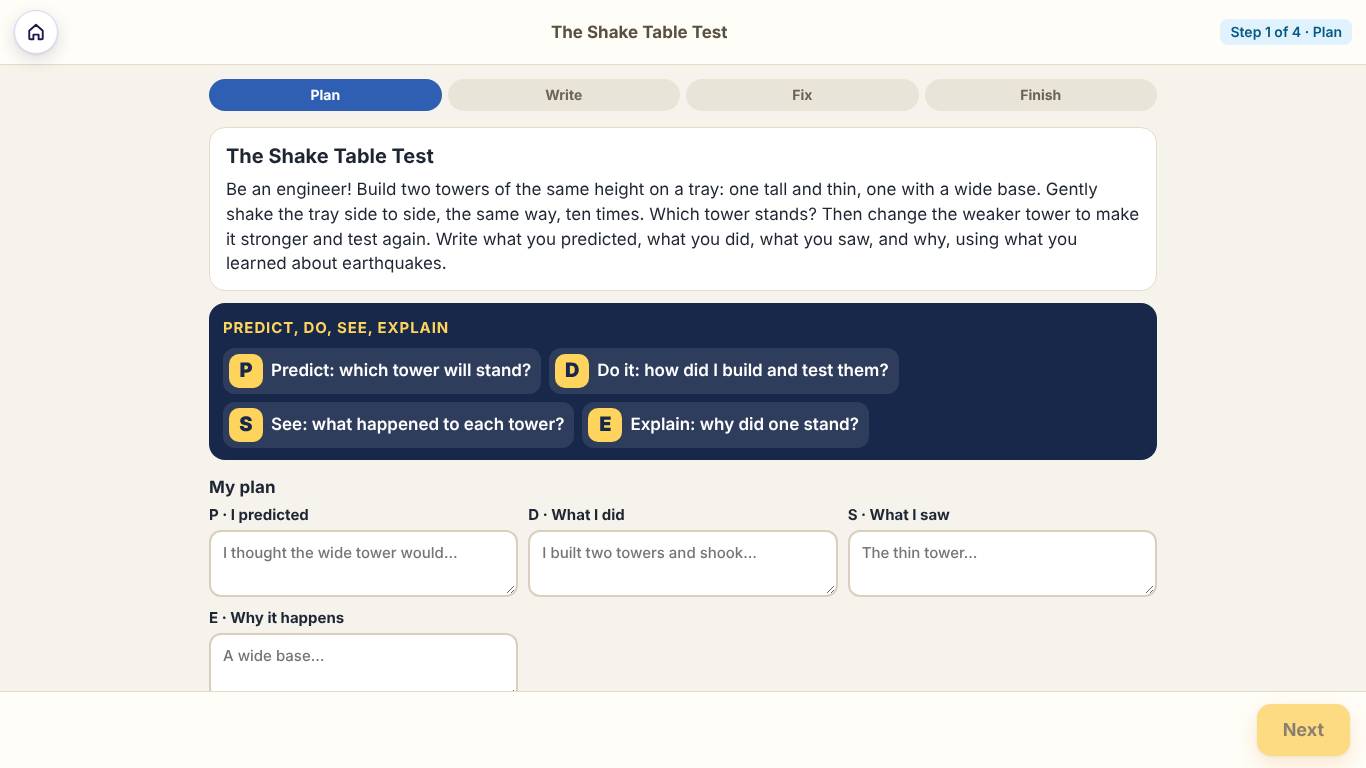 The Shake Table Test
Step 1 of 4 · Plan
Plan
Write
Fix
Finish
The Shake Table Test
Be an engineer! Build two towers of the same height on a tray: one tall and thin, one with a wide base. Gently
shake the tray side to side, the same way, ten times. Which tower stands? Then change the weaker tower to make
it stronger and test again. Write what you predicted, what you did, what you saw, and why, using what you
learned about earthquakes.
PREDICT, DO, SEE, EXPLAIN
P Predict: which tower will stand?
D Do it: how did I build and test them?
S See: what happened to each tower?
E Explain: why did one stand?
My plan
P · I predicted
D · What I did
S · What I saw
I thought the wide tower would...
I built two towers and shook...
The thin tower...
E · Why it happens
A wide base...
Next